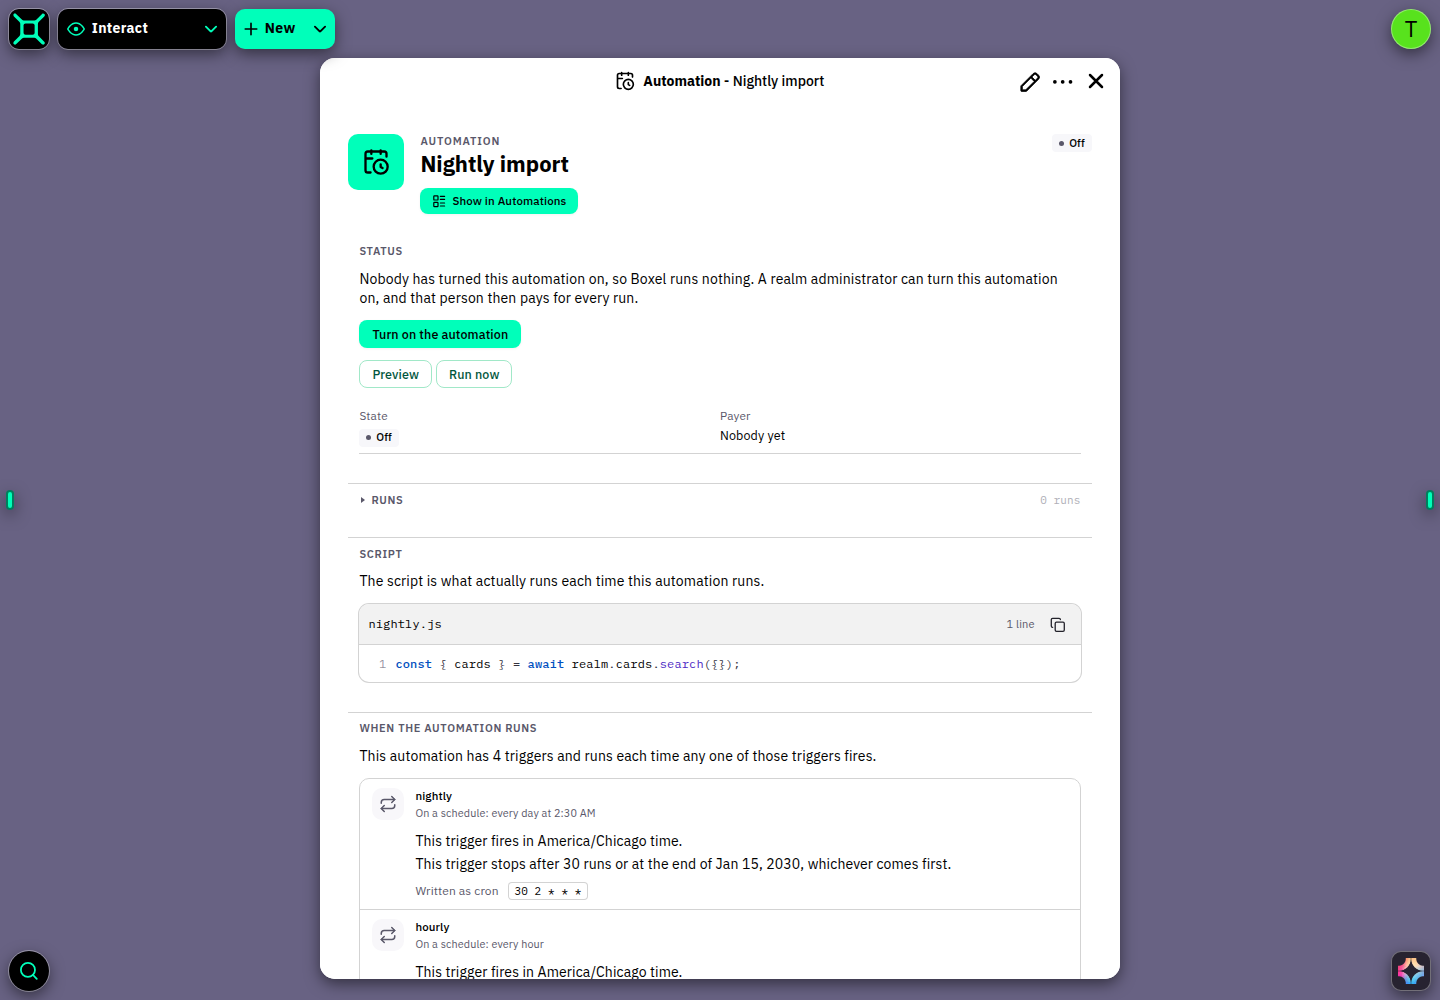 Interact
New
T
Automation - Nightly import
AUTOMATION
Off
Nightly import
Show in Automations
STATUS
Nobody has turned this automation on, so Boxel runs nothing. A realm administrator can turn this automation
on, and that person then pays for every run.
Turn on the automation
Preview
Run now
State
Payer
Off
Nobody yet
RUNS
0 runs
SCRIPT
The script is what actually runs each time this automation runs.
nightly.js
1 line
1 const { cards } = await realm.cards.search({});
WHEN THE AUTOMATION RUNS
This automation has 4 triggers and runs each time any one of those triggers fires.
nightly
On a schedule: every day at 2:30 AM
This trigger fires in America/Chicago time.
This trigger stops after 30 runs or at the end of Jan 15, 2030, whichever comes first.
Written as cron 30 2 * * *
hourly
On a schedule: every hour
This trigger fires in America/Chicago time.